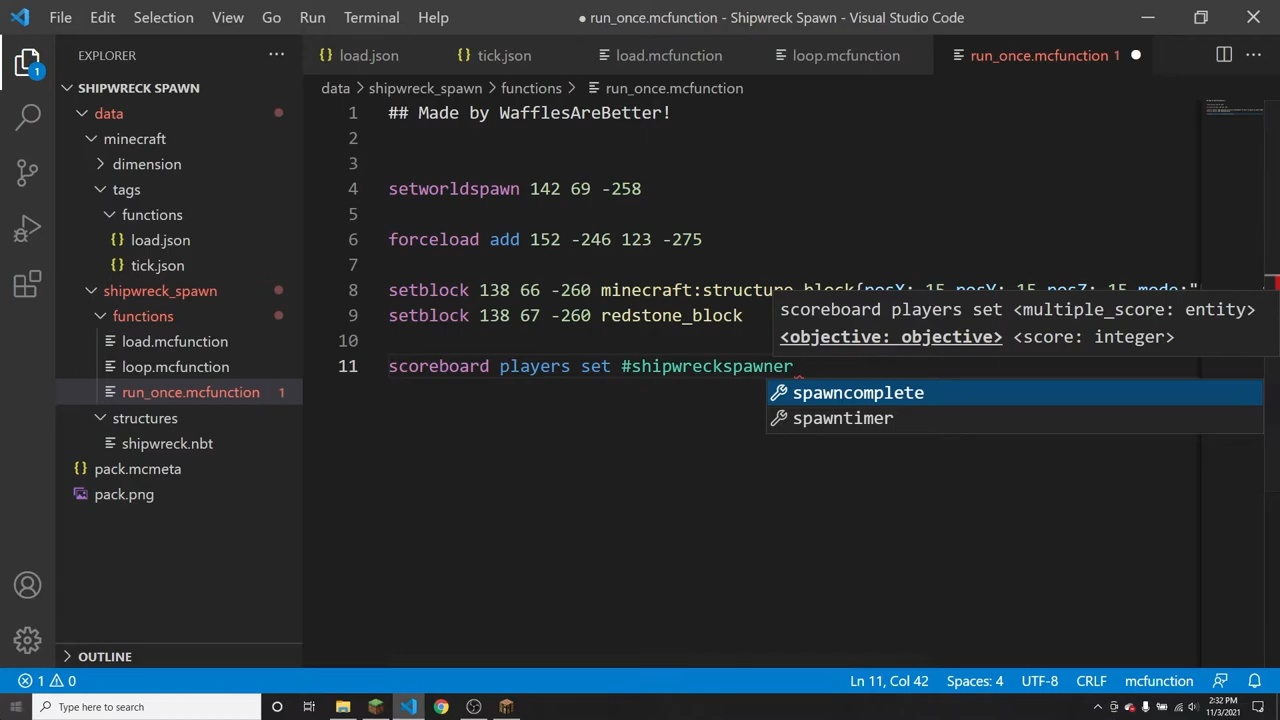 File Edit Selection View Go Run Terminal Help
● run_once.mcfunction - Shipwreck Spawn - Visual Studio Code
EXPLORER
load.json
tick.json
load.mcfunction
loop.mcfunction
run_once.mcfunction 1
1
SHIPWRECK SPAWN
data > shipwreck_spawn > functions > run_once.mcfunction
data
minecraft
dimension
tags
functions
load.json
tick.json
shipwreck_spawn
functions
load.mcfunction
loop.mcfunction
run_once.mcfunction 1
structures
shipwreck.nbt
pack.mcmeta
pack.png
OUTLINE
1 ## Made by WafflesAreBetter!
2
3
4 setworldspawn 142 69 -258
5
6 forceload add 152 -246 123 -275
7
8 setblock 138 66 -260 minecraft:structure_block{posX: 15,posY: 15,posZ: 15,mode:"
9 setblock 138 67 -260 redstone_block
10
11 scoreboard players set #shipwreckspawner
scoreboard players set <multiple_score: entity>
<objective: objective> <score: integer>
spawncomplete
spawntimer
1 0
Ln 11, Col 42 Spaces: 4 UTF-8 CRLF mcfunction
Type here to search
2:32 PM
11/3/2021